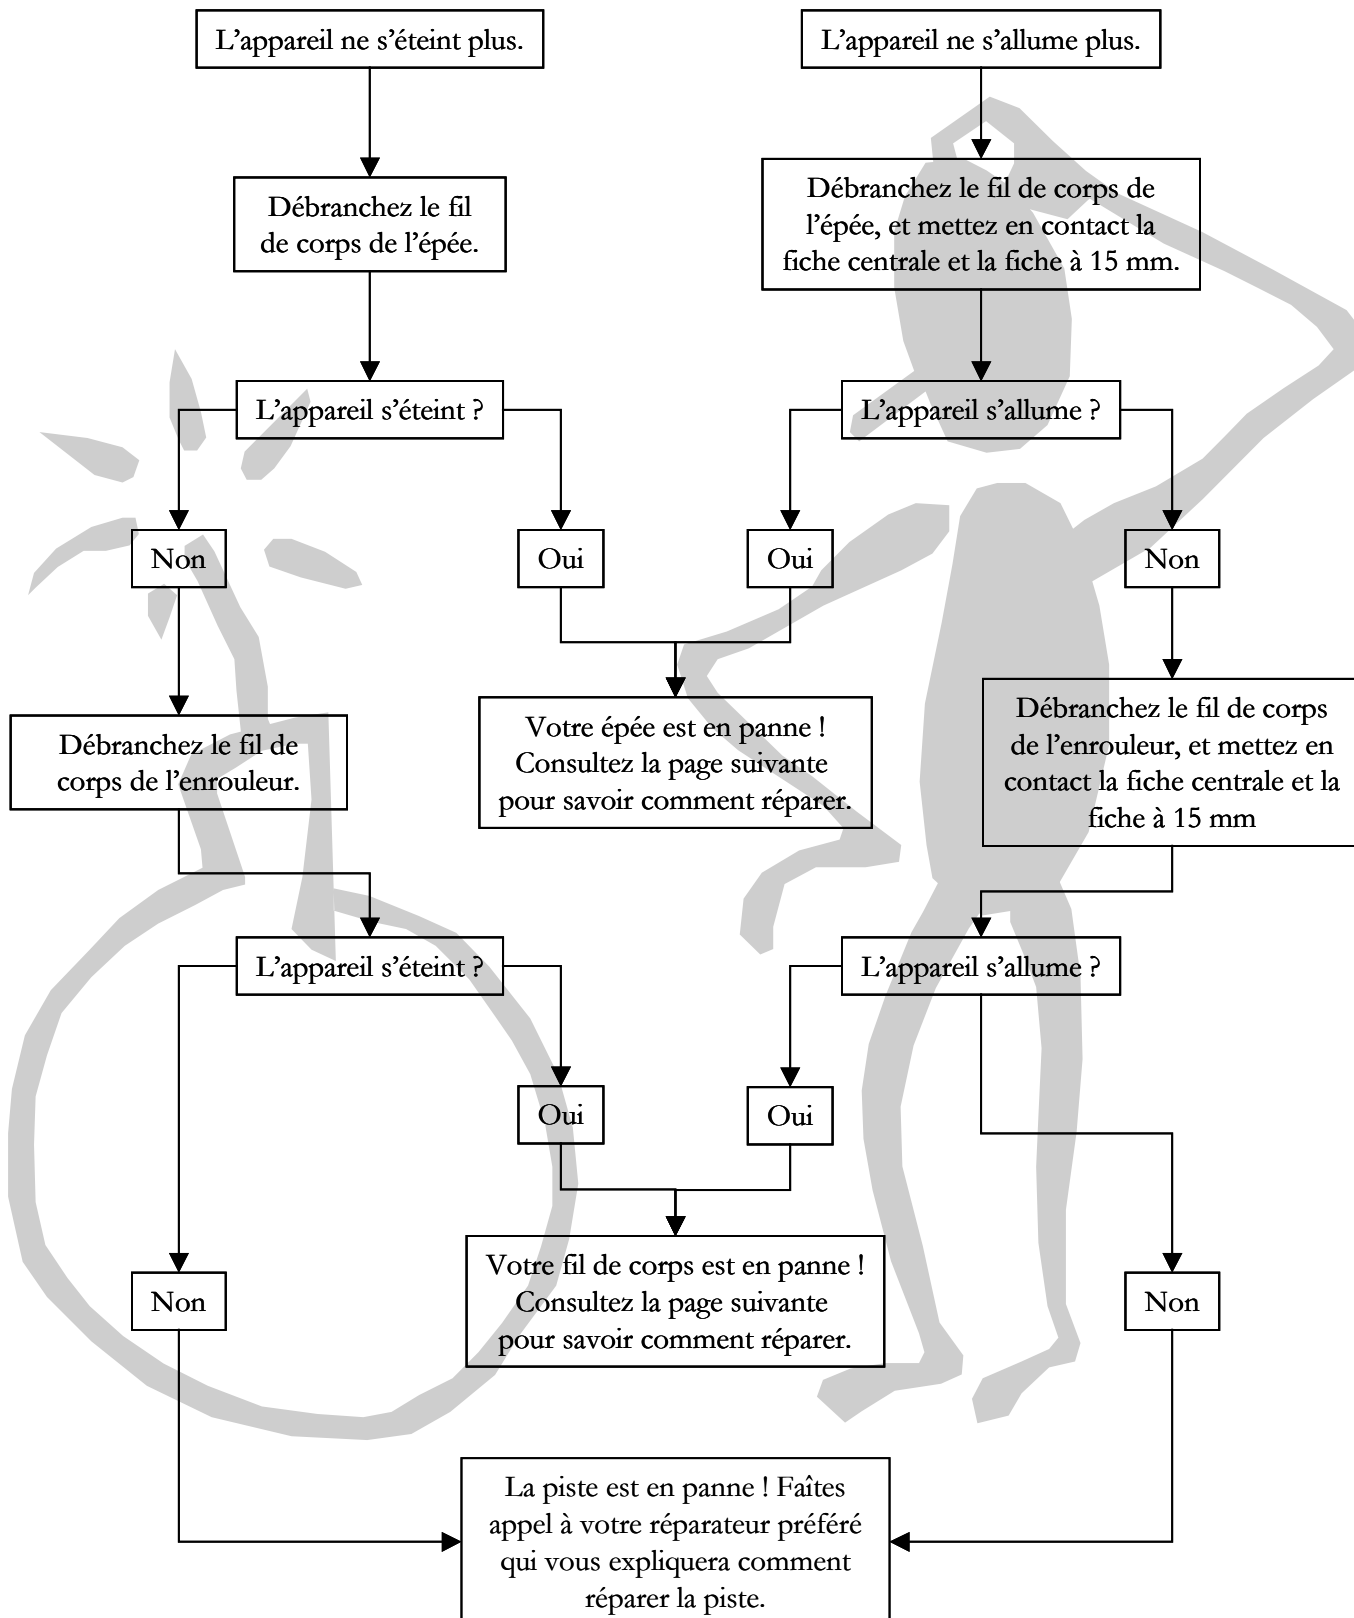 L'appareil ne s'éteint plus.
L'appareil ne s'allume plus.
Débranchez le fil
de corps de l'épée.
Débranchez le fil de corps de
l'épée, et mettez en contact la
fiche centrale et la fiche à 15 mm.
L'appareil s'éteint ?
L'appareil s'allume ?
Non
Oui
Oui
Non
Votre épée est en panne !
Consultez la page suivante
pour savoir comment réparer.
Débranchez le fil de
corps de l'enrouleur.
Débranchez le fil de corps
de l'enrouleur, et mettez en
contact la fiche centrale et la
fiche à 15 mm
L'appareil s'éteint ?
L'appareil s'allume ?
Oui
Oui
Non
Votre fil de corps est en panne !
Consultez la page suivante
pour savoir comment réparer.
Non
La piste est en panne ! Faîtes
appel à votre réparateur préféré
qui vous expliquera comment
réparer la piste.